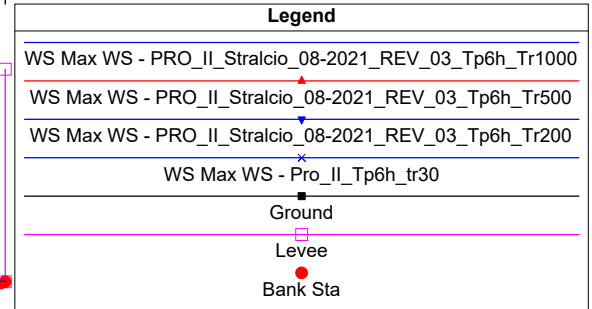 Legend
WS Max WS - PRO_II_Stralcio_08-2021_REV_03_Tp6h_Tr1000
WS Max WS - PRO_II_Stralcio_08-2021_REV_03_Tp6h_Tr500
WS Max WS - PRO_II_Stralcio_08-2021_REV_03_Tp6h_Tr200
WS Max WS - Pro_II_Tp6h_tr30
Ground
Levee
Bank Sta